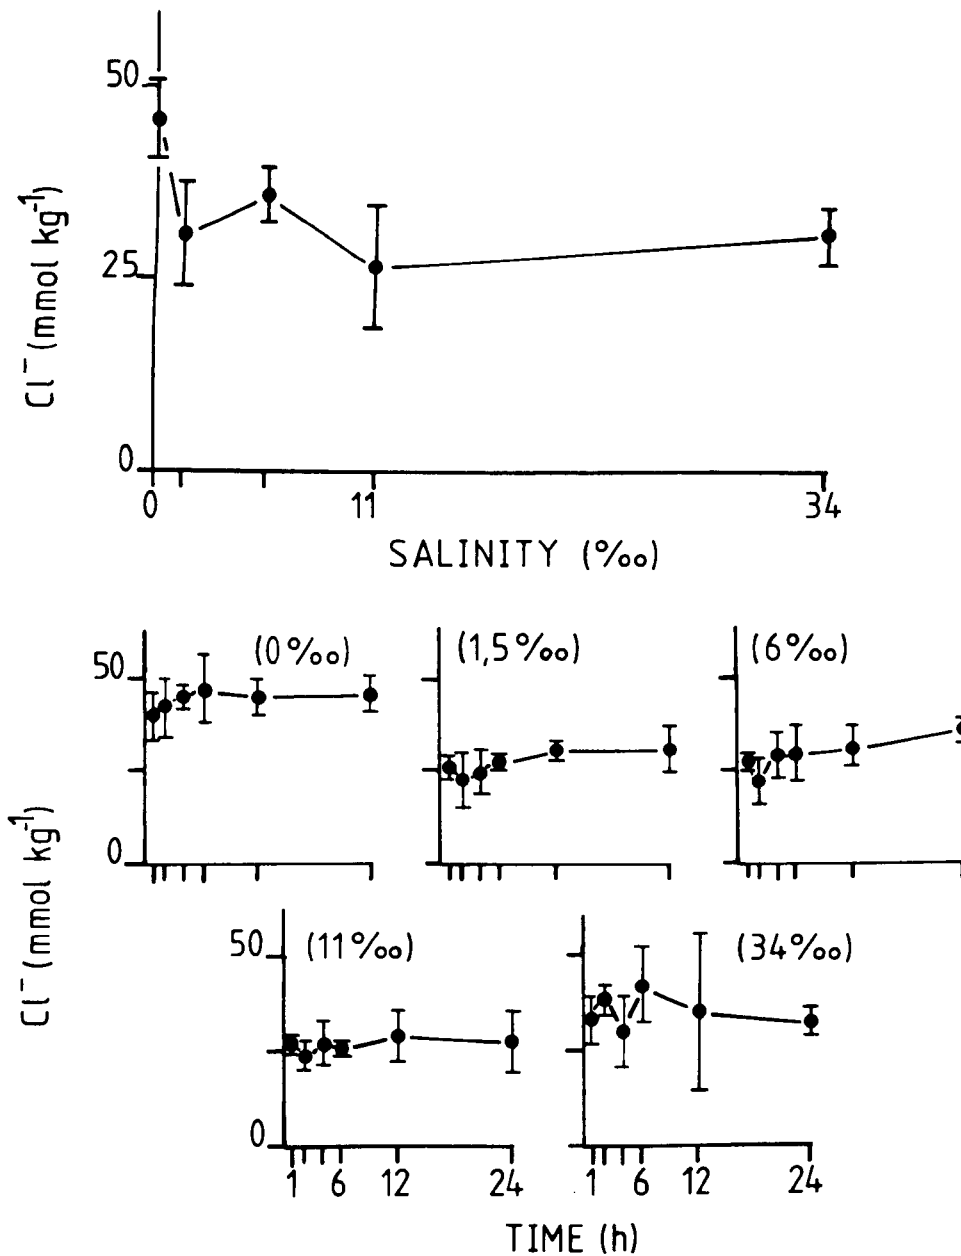 Cl⁻ (mmol kg⁻¹)
50
25
0
0 11 34
SALINITY (‰)
Cl⁻ (mmol kg⁻¹)
50
0
(0‰) (1,5‰) (6‰)
50
0
(11‰) (34‰)
1 6 12 24 1 6 12 24
TIME (h)